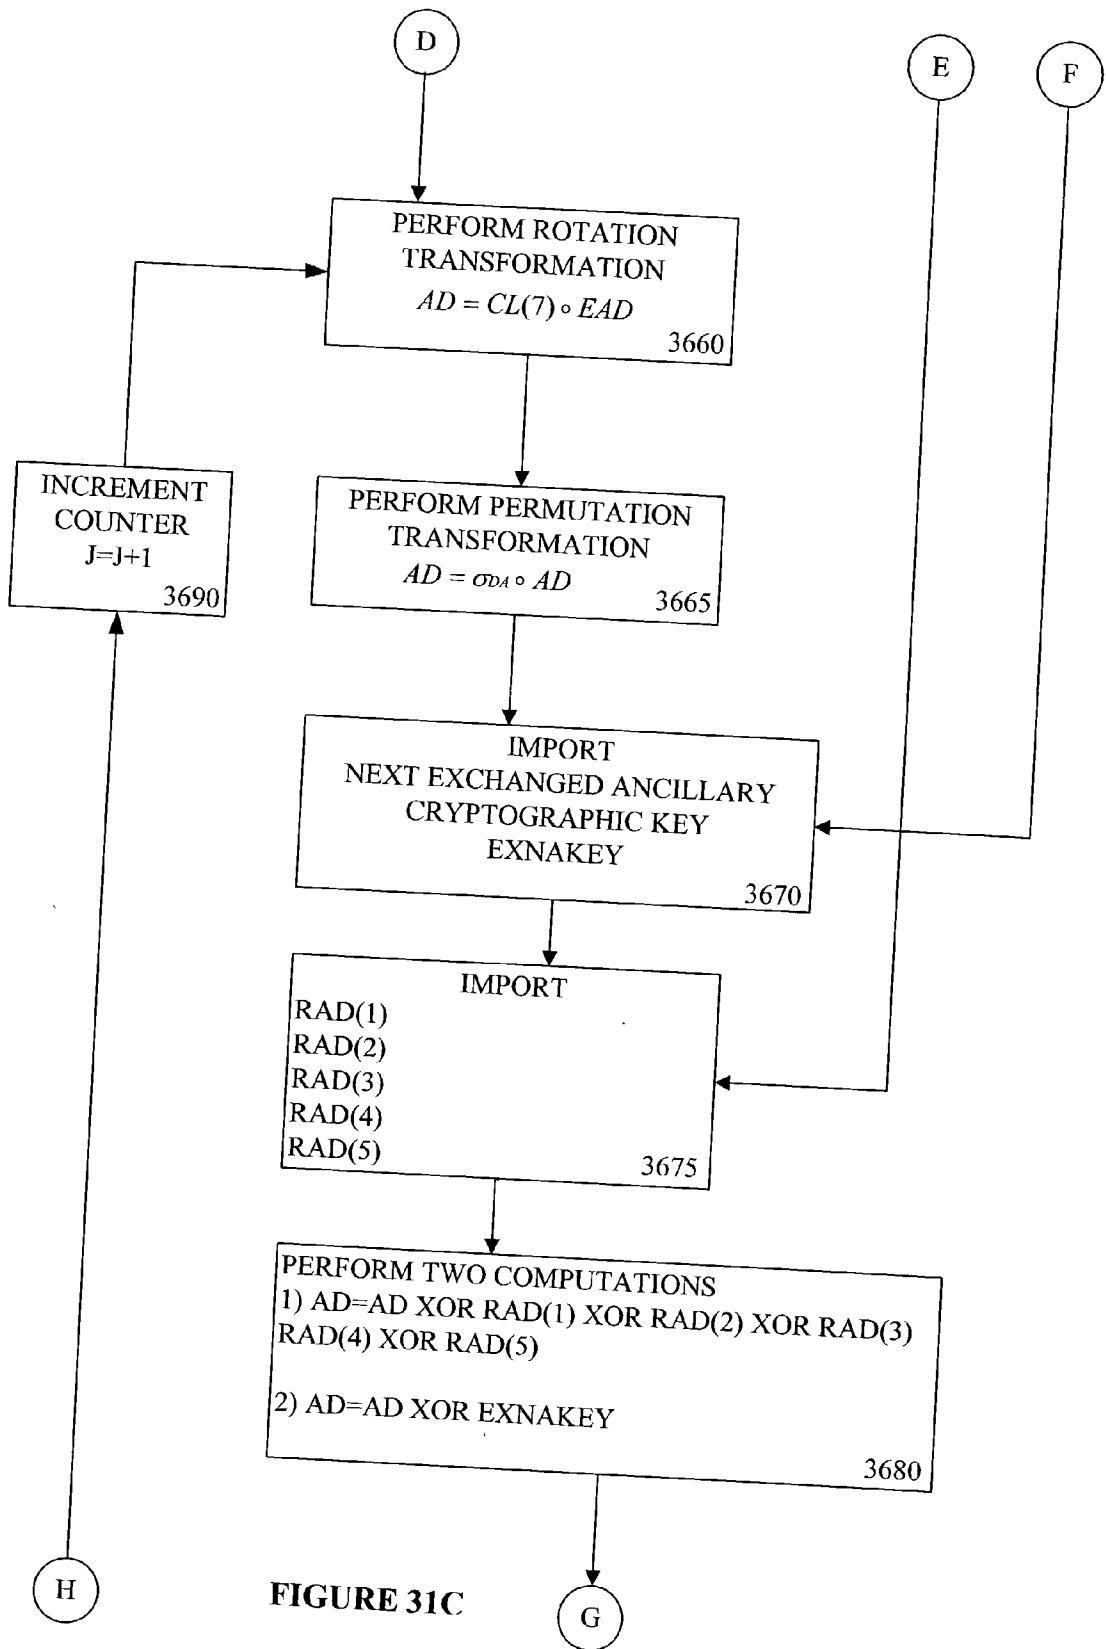 D
E
F
PERFORM ROTATION
TRANSFORMATION
AD = CL(7) ∘ EAD
3660
INCREMENT
COUNTER
J=J+1
3690
PERFORM PERMUTATION
TRANSFORMATION
AD = σDA ∘ AD
3665
IMPORT
NEXT EXCHANGED ANCILLARY
CRYPTOGRAPHIC KEY
EXNAKEY
3670
IMPORT
RAD(1)
RAD(2)
RAD(3)
RAD(4)
RAD(5)
3675
PERFORM TWO COMPUTATIONS
1) AD=AD XOR RAD(1) XOR RAD(2) XOR RAD(3)
RAD(4) XOR RAD(5)
2) AD=AD XOR EXNAKEY
3680
H
FIGURE 31C
G